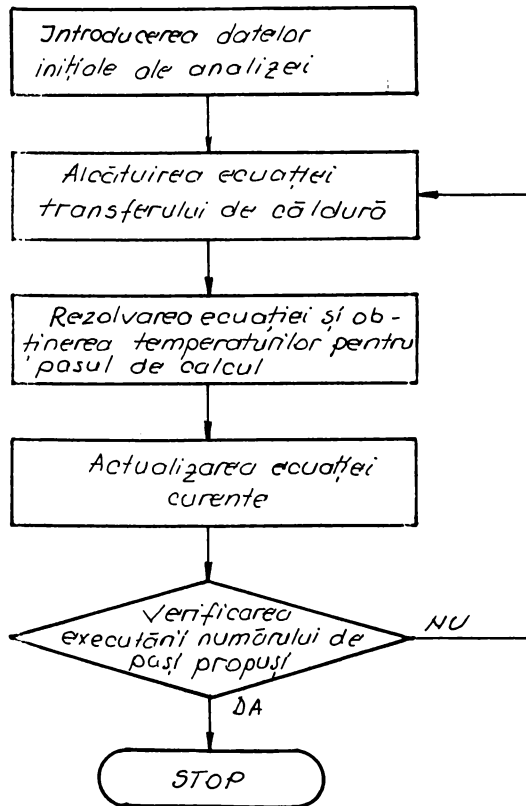 Introducerea datelor
inițiale ale analizei
Alcătuirea ecuației
transferului de căldură
Rezolvarea ecuației și ob-
ținerea temperaturilor pentru
pasul de calcul
Actualizarea ecuației
curente
Verificarea
executării numărului de
pași propuși
NU
DA
STOP